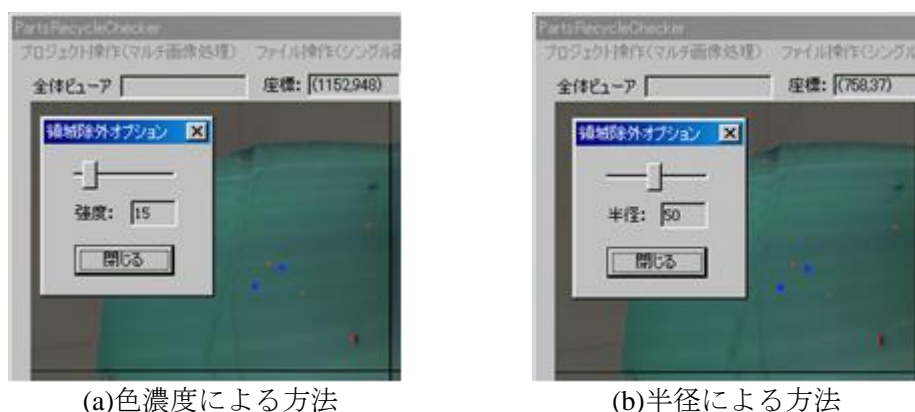 PartsRecycleChecker
プロジェクト操作(マルチ画像処理) ファイル操作(シングル画
全体ビューア 座標: (1152,948)
領域除外オプション
強度: 15
閉じる
(a)色濃度による方法
PartsRecycleChecker
プロジェクト操作(マルチ画像処理) ファイル操作(シングル
全体ビューア 座標: (758,37)
領域除外オプション
半径: 50
閉じる
(b)半径による方法